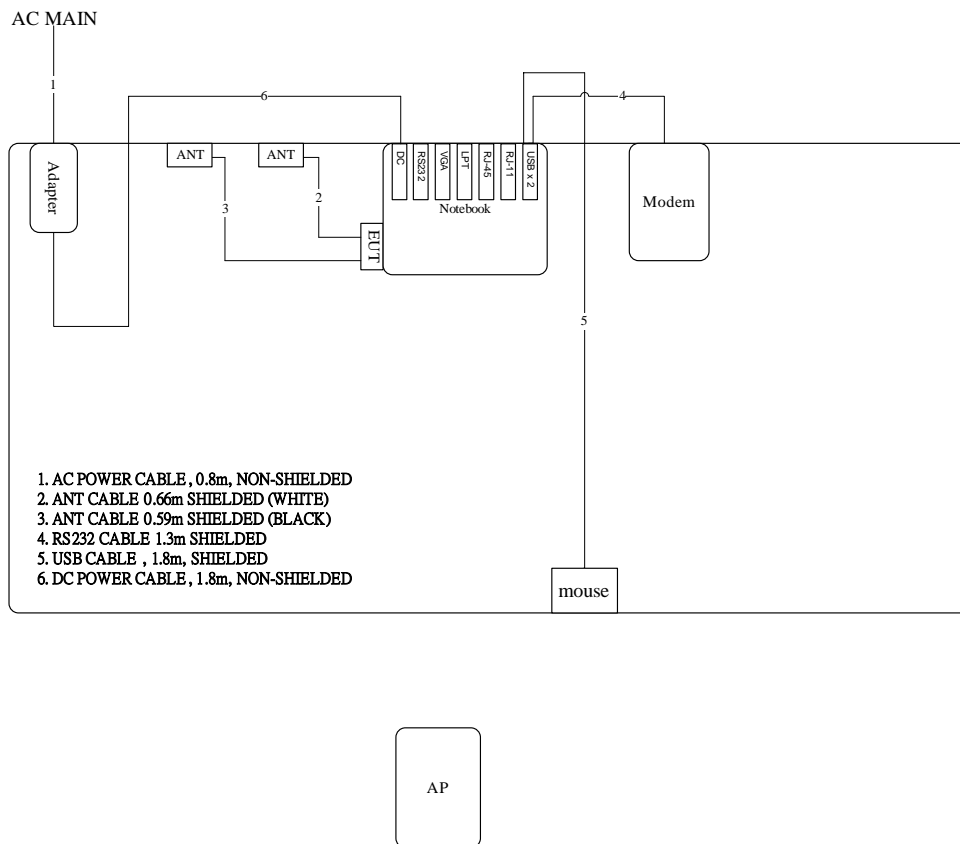 AC MAIN
1
6
4
Adapter
ANT
ANT
DC
RS232
VGA
LPT
RJ-45
RJ-11
USB x 2
Notebook
Modem
3
2
EUT
5
1. AC POWER CABLE , 0.8m, NON-SHIELDED
2. ANT CABLE 0.66m SHIELDED (WHITE)
3. ANT CABLE 0.59m SHIELDED (BLACK)
4. RS232 CABLE 1.3m SHIELDED
5. USB CABLE , 1.8m, SHIELDED
6. DC POWER CABLE , 1.8m, NON-SHIELDED
mouse
AP